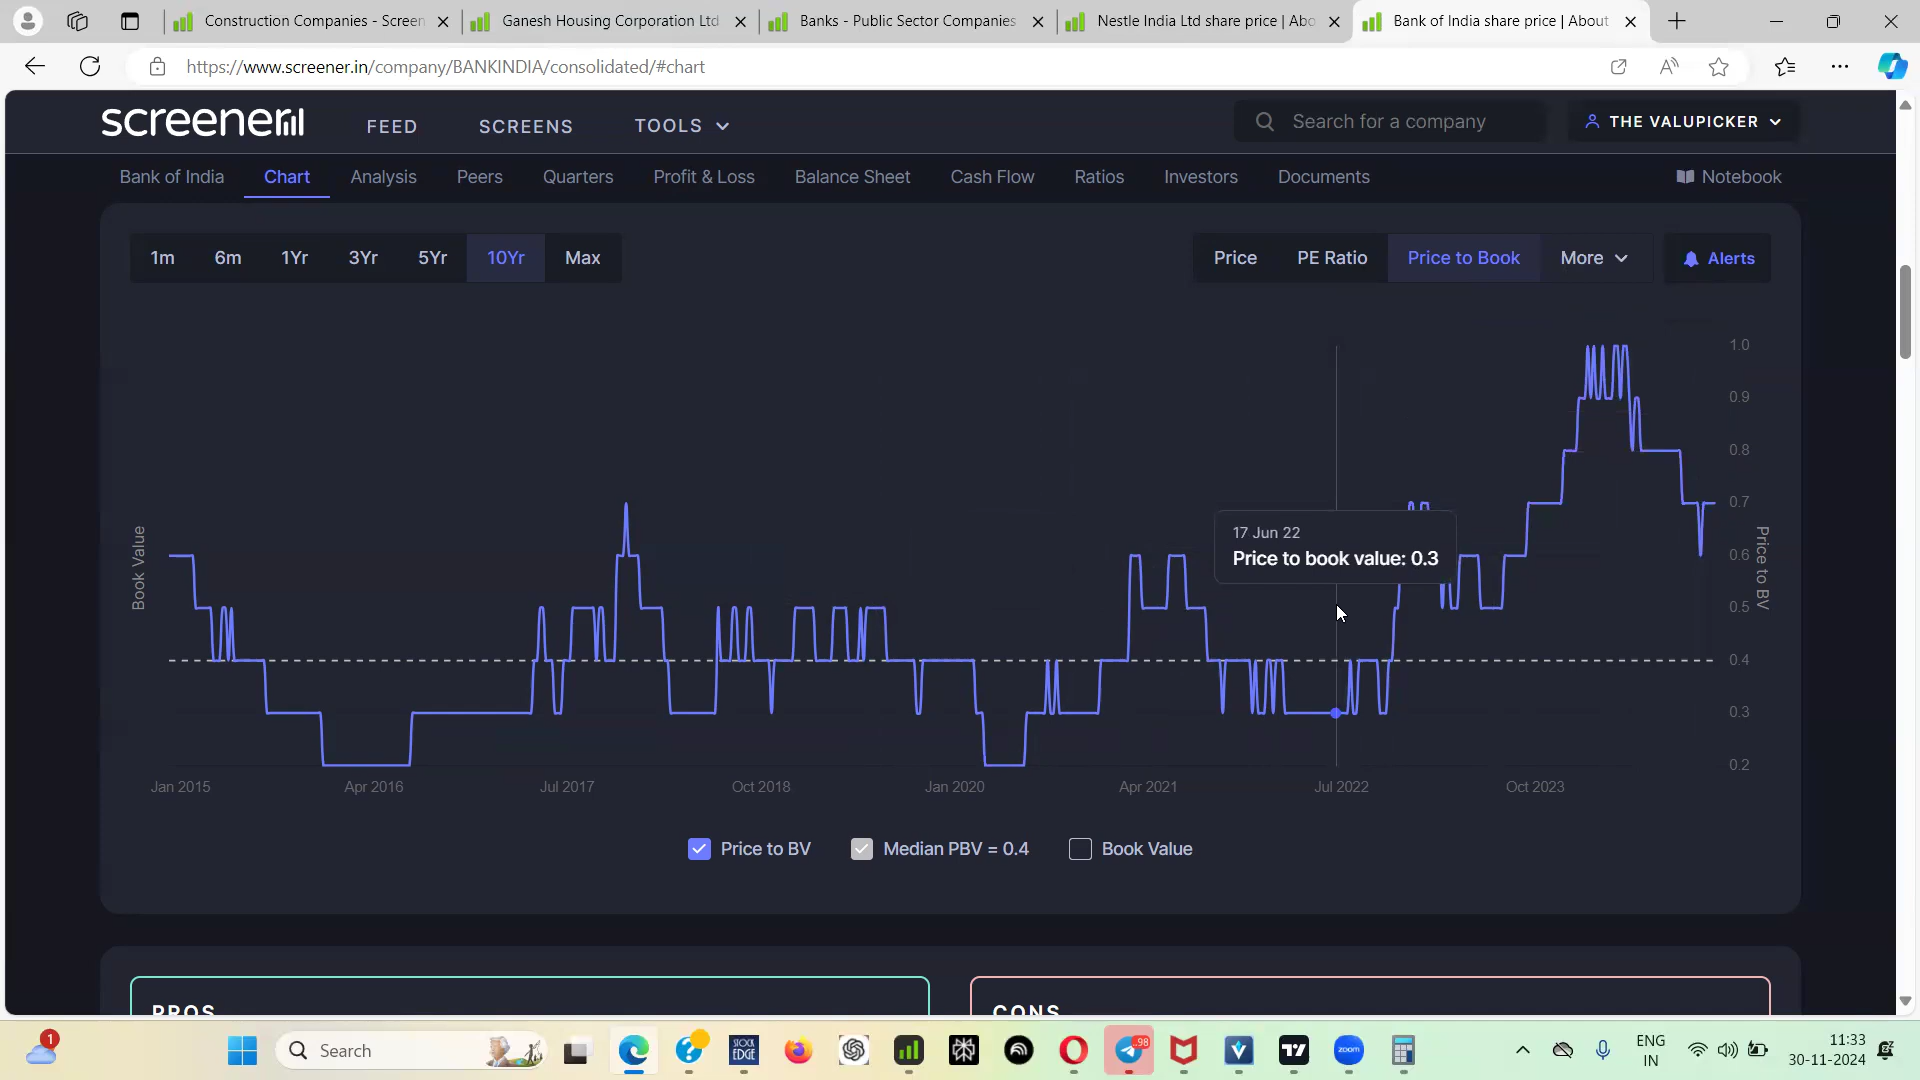 Construction Companies - Screen
Ganesh Housing Corporation Ltd
Banks - Public Sector Companies
Nestle India Ltd share price | Abo
Bank of India share price | About
https://www.screener.in/company/BANKINDIA/consolidated/#chart
screener
FEED
SCREENS
TOOLS
Search for a company
THE VALUPICKER
Bank of India
Chart
Analysis
Peers
Quarters
Profit & Loss
Balance Sheet
Cash Flow
Ratios
Investors
Documents
Notebook
1m
6m
1Yr
3Yr
5Yr
10Yr
Max
Price
PE Ratio
Price to Book
More
Alerts
1.0
0.9
0.8
0.7
0.6
0.5
0.4
0.3
0.2
Book Value
Price to BV
17 Jun 22
Price to book value: 0.3
Jan 2015
Apr 2016
Jul 2017
Oct 2018
Jan 2020
Apr 2021
Jul 2022
Oct 2023
Price to BV
Median PBV = 0.4
Book Value
PROS
CONS
1
Search
STOCK
EDGE
98
zoom
ENG
IN
11:33
30-11-2024